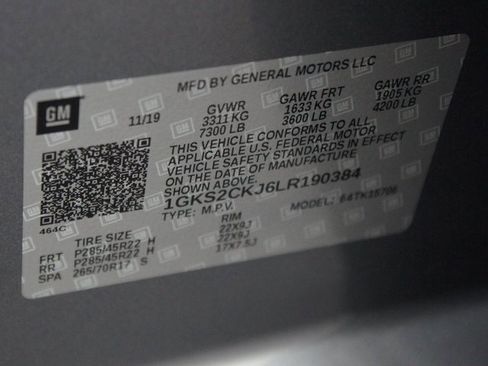 MFD BY GENERAL MOTORS LLC
GM
11/19 GVWR GAWR FRT GAWR RR
3311 KG 1633 KG 1905 KG
7300 LB 3600 LB 4200 LB
THIS VEHICLE CONFORMS TO ALL
APPLICABLE U.S. FEDERAL MOTOR
VEHICLE SAFETY STANDARDS IN EFFECT
ON THE DATE OF MANUFACTURE
SHOWN ABOVE.
1GKS2CKJ6LR190384
TYPE: M.P.V. MODEL: 64TK15706
464C
TIRE SIZE RIM
FRT P285/45R22 H 22X9J
RR P285/45R22 H 22X9J
SPA 265/70R17 S 17X7.5J